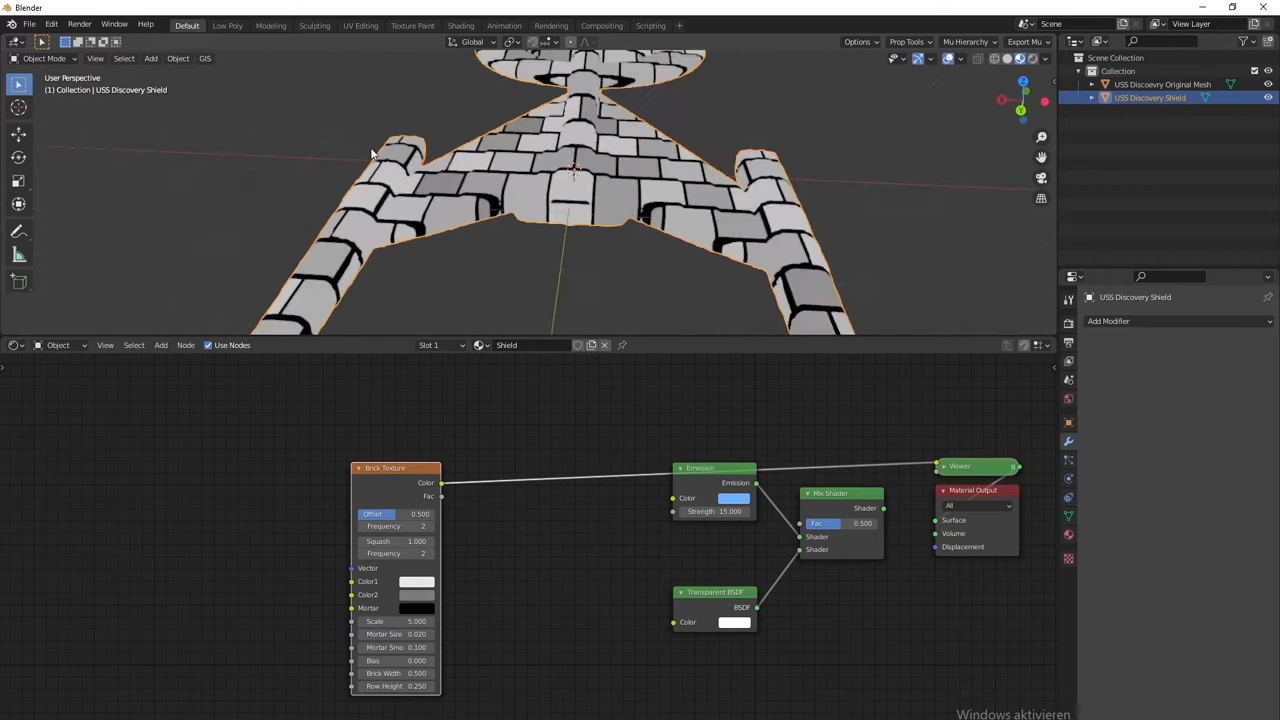 Blender
File Edit Render Window Help Default Low Poly Modeling Sculpting UV Editing Texture Paint Shading Animation Rendering Compositing Scripting + Scene View Layer
Global Options Prop Tools Mu Hierarchy Export Mu
Object Mode View Select Add Object GIS
User Perspective
(1) Collection | USS Discovery Shield
Scene Collection
Collection
USS Discoevry Original Mesh
USS Discovery Shield
Z
Y
USS Discovery Shield
Add Modifier
Object View Select Add Node Use Nodes Slot 1 Shield
Brick Texture
Color
Fac
Offset 0.500
Frequency 2
Squash 1.000
Frequency 2
Vector
Color1
Color2
Mortar
Scale 5.000
Mortar Size 0.020
Mortar Smo 0.100
Bias 0.000
Brick Width 0.500
Row Height 0.250
Emission
Emission
Color
Strength 15.000
Transparent BSDF
BSDF
Color
Mix Shader
Shader
Fac 0.500
Shader
Shader
Viewer
Material Output
All
Surface
Volume
Displacement
Windows aktivieren